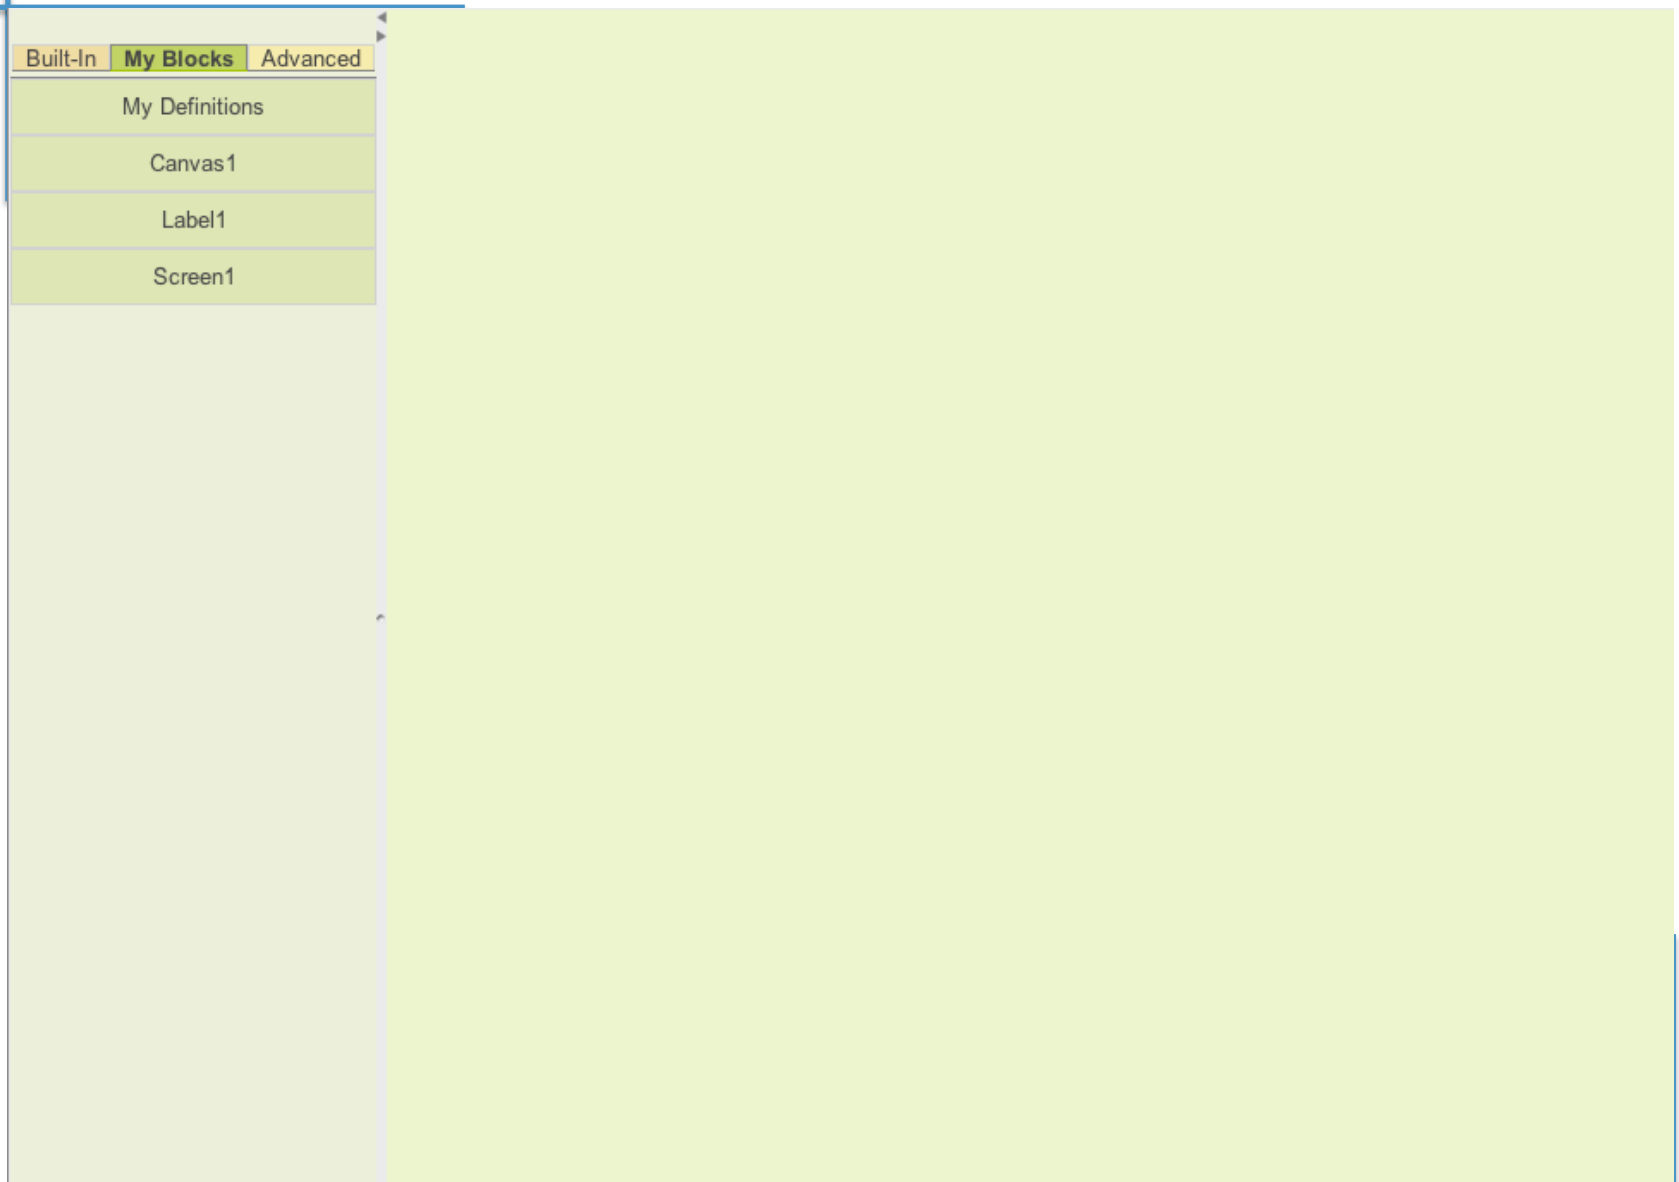 Built-In My Blocks Advanced
My Definitions
Canvas1
Label1
Screen1